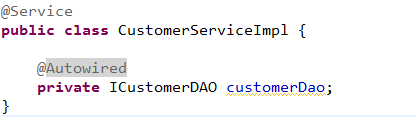 @Service
public class CustomerServiceImpl {
@Autowired
private ICustomerDAO customerDao;
}